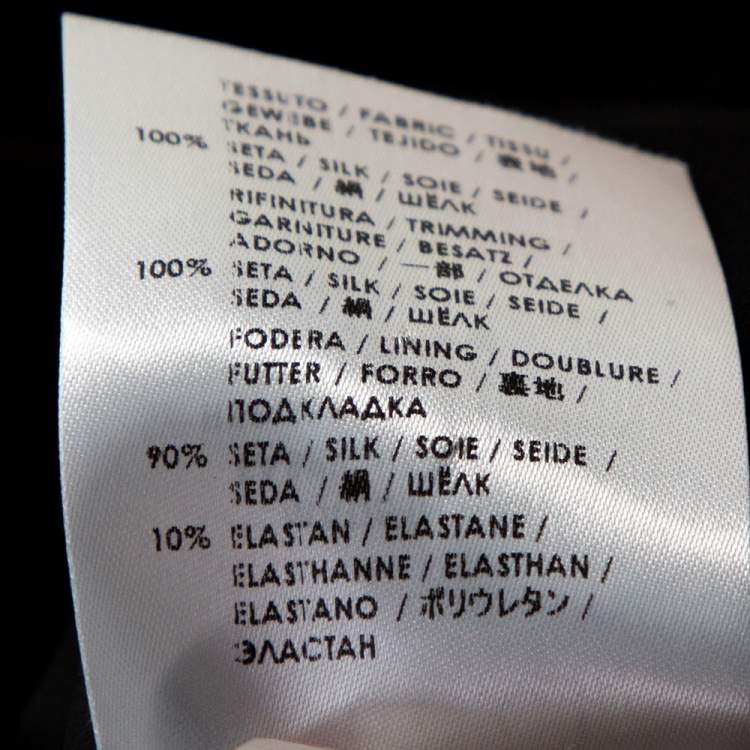 TESSUTO / FABRIC / TISSU /
GEWEBE / TEJIDO / 裏地 /
ТКАНЬ
100% SETA / SILK / SOIE / SEIDE /
SEDA / 絹 / ШЁЛК
RIFINITURA / TRIMMING /
GARNITURE / BESATZ /
ADORNO / 一部 / ОТДЕЛКА
100% SETA / SILK / SOIE / SEIDE /
SEDA / 絹 / ШЁЛК
FODERA / LINING / DOUBLURE /
FUTTER / FORRO / 裏地 /
ПОДКЛАДКА
90% SETA / SILK / SOIE / SEIDE /
SEDA / 絹 / ШЁЛК
10% ELASTAN / ELASTANE /
ELASTHANNE / ELASTHAN /
ELASTANO / ポリウレタン /
ЭЛАСТАН